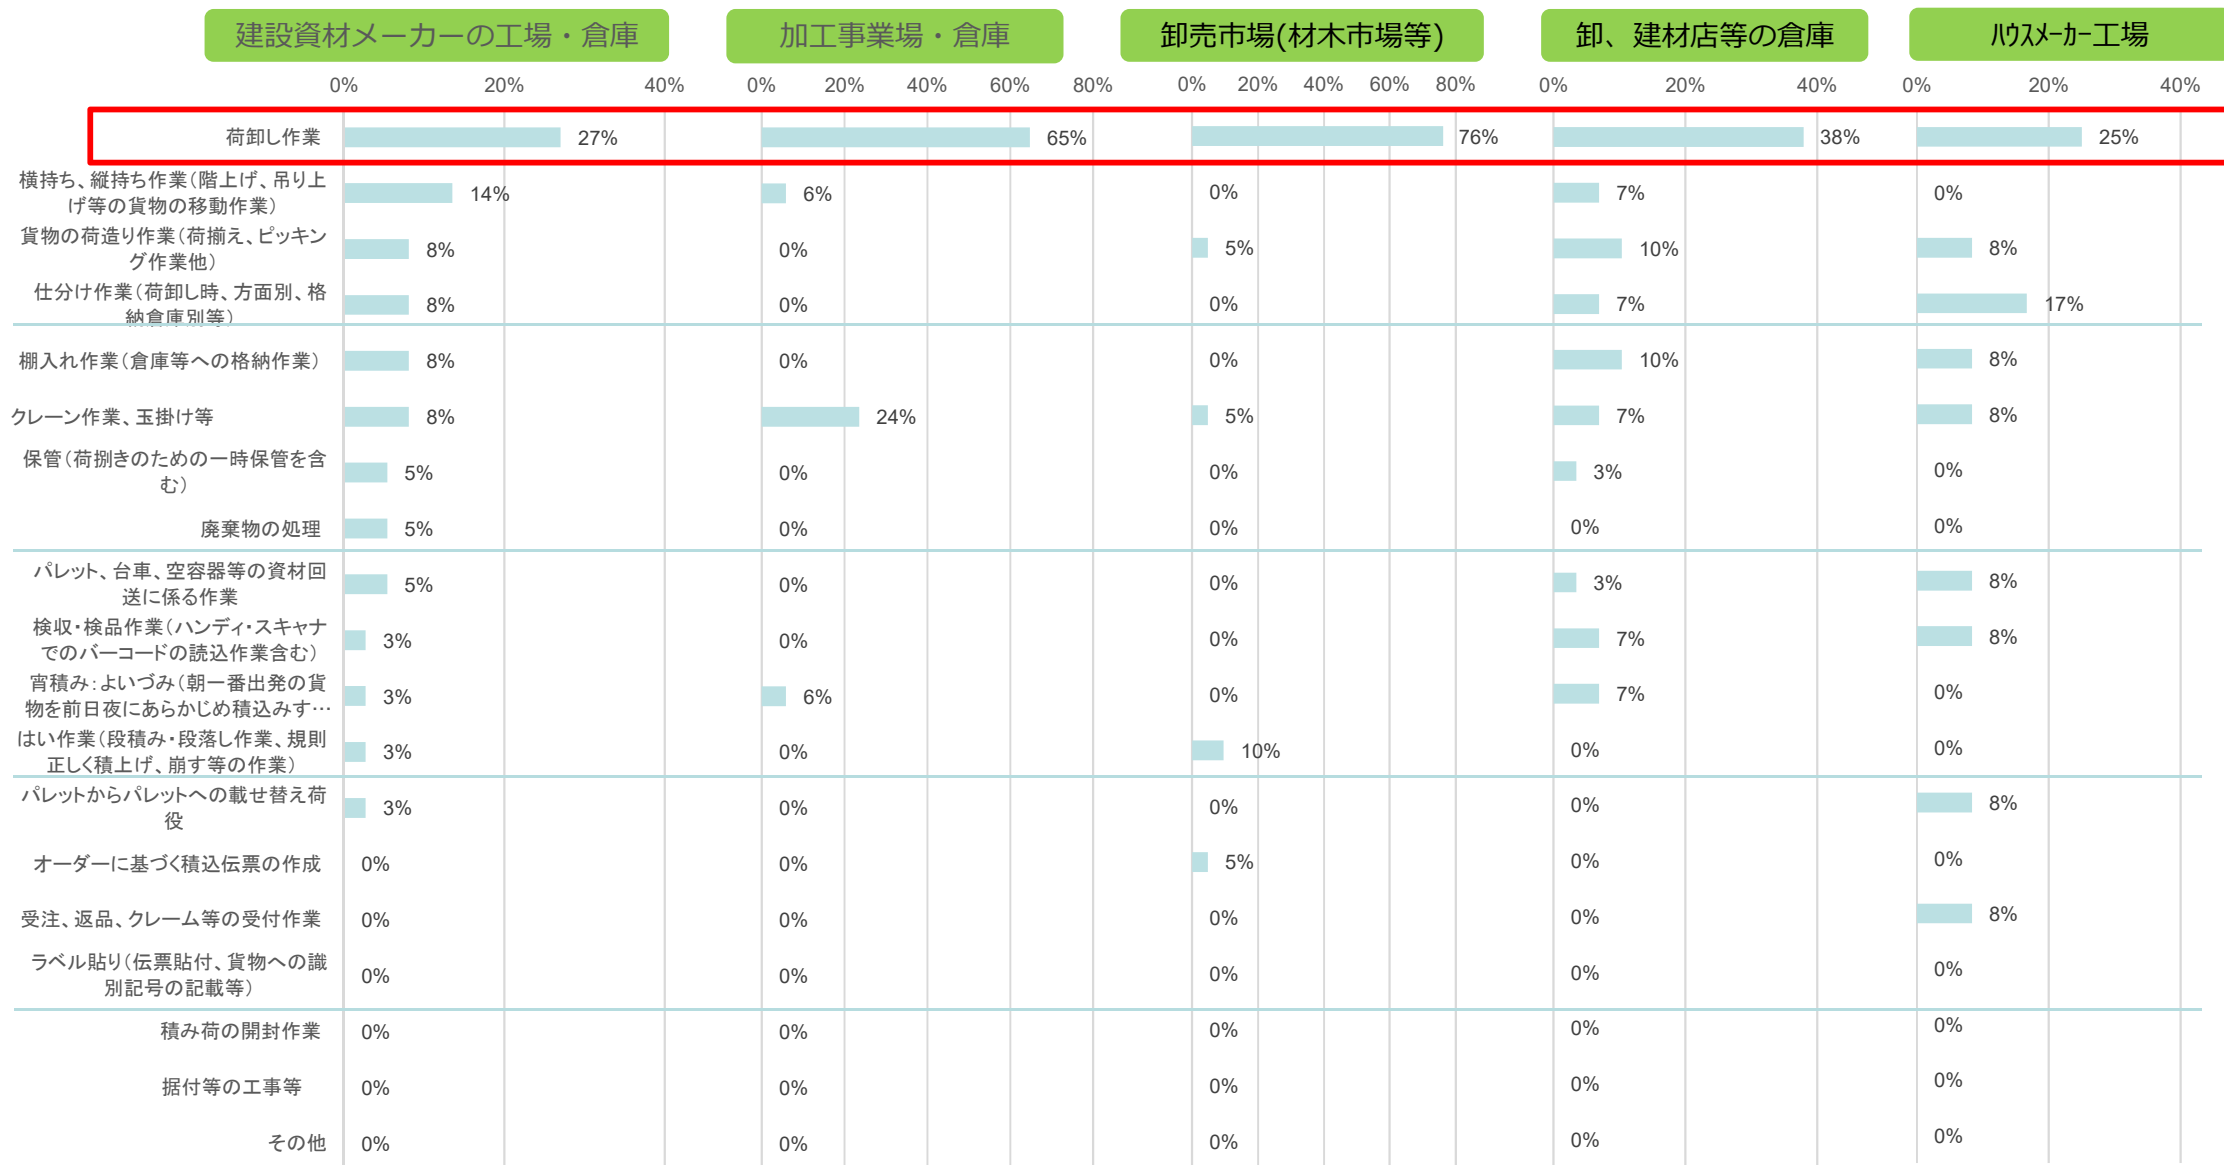 建設資材メーカーの工場・倉庫 加工事業場・倉庫 卸売市場(材木市場等) 卸、建材店等の倉庫 ﾊｳｽﾒｰｶｰ工場
0% 20% 40% 0% 20% 40% 60% 80% 0% 20% 40% 60% 80% 0% 20% 40% 0% 20% 40%
荷卸し作業 27% 65% 76% 38% 25%
横持ち、縦持ち作業（階上げ、吊り上
げ等の貨物の移動作業） 14% 6% 0% 7% 0%
貨物の荷造り作業（荷揃え、ピッキン
グ作業他） 8% 0% 5% 10% 8%
仕分け作業（荷卸し時、方面別、格
納倉庫別等） 8% 0% 0% 7% 17%
棚入れ作業（倉庫等への格納作業） 8% 0% 0% 10% 8%
クレーン作業、玉掛け等 8% 24% 5% 7% 8%
保管（荷捌きのための一時保管を含
む） 5% 0% 0% 3% 0%
廃棄物の処理 5% 0% 0% 0% 0%
パレット、台車、空容器等の資材回
送に係る作業 5% 0% 0% 3% 8%
検収・検品作業（ハンディ・スキャナ
でのバーコードの読込作業含む） 3% 0% 0% 7% 8%
宵積み：よいづみ（朝一番出発の貨
物を前日夜にあらかじめ積込みす… 3% 6% 0% 7% 0%
はい作業（段積み・段落し作業、規則
正しく積上げ、崩す等の作業） 3% 0% 10% 0% 0%
パレットからパレットへの載せ替え荷
役 3% 0% 0% 0% 8%
オーダーに基づく積込伝票の作成 0% 0% 5% 0% 0%
受注、返品、クレーム等の受付作業 0% 0% 0% 0% 8%
ラベル貼り（伝票貼付、貨物への識
別記号の記載等） 0% 0% 0% 0% 0%
積み荷の開封作業 0% 0% 0% 0% 0%
据付等の工事等 0% 0% 0% 0% 0%
その他 0% 0% 0% 0% 0%